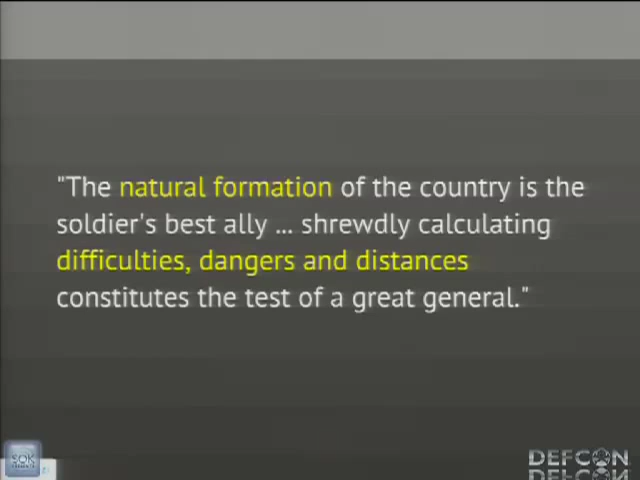 "The natural formation of the country is the
soldier's best ally ... shrewdly calculating
difficulties, dangers and distances
constitutes the test of a great general."
SOK
DEFCON